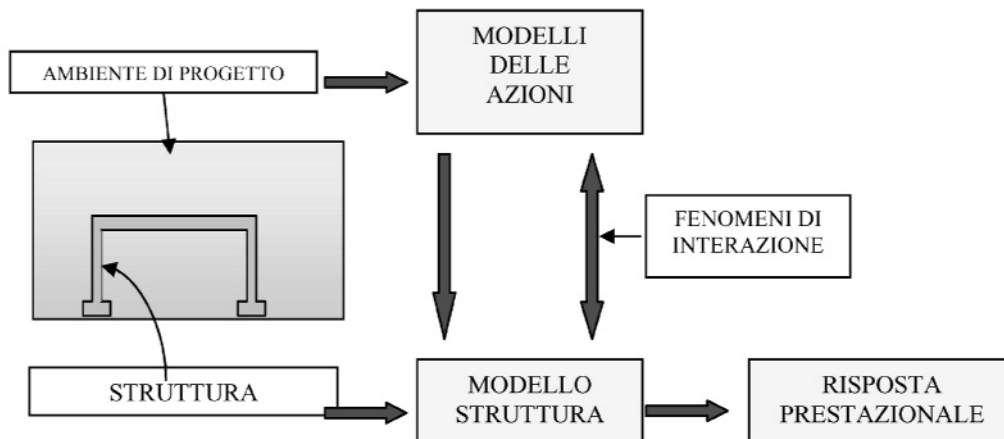 AMBIENTE DI PROGETTO
MODELLI
DELLE
AZIONI
FENOMENI DI
INTERAZIONE
STRUTTURA
MODELLO
STRUTTURA
RISPOSTA
PRESTAZIONALE